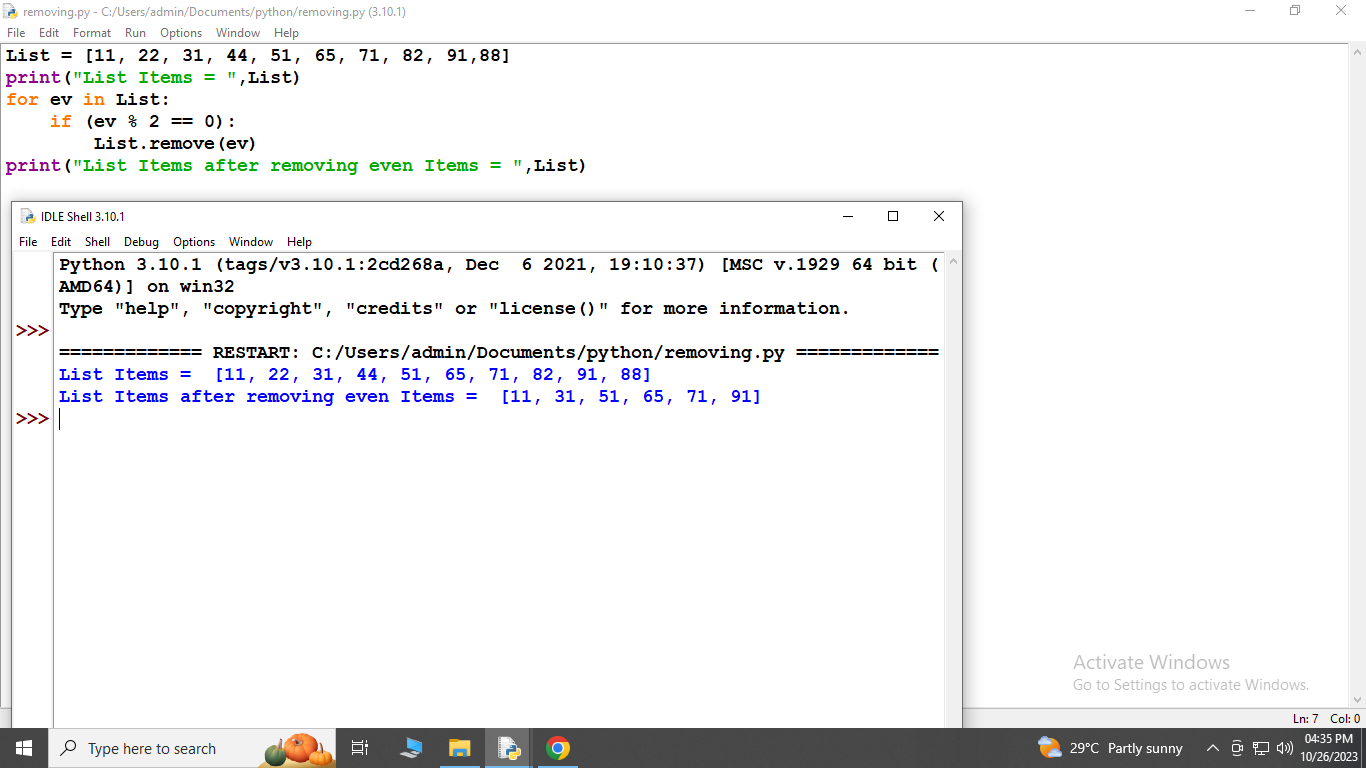 removing.py - C:/Users/admin/Documents/python/removing.py (3.10.1)
File Edit Format Run Options Window Help
List = [11, 22, 31, 44, 51, 65, 71, 82, 91,88]
print("List Items = ",List)
for ev in List:
    if (ev % 2 == 0):
        List.remove(ev)
print("List Items after removing even Items = ",List)
IDLE Shell 3.10.1
File Edit Shell Debug Options Window Help
Python 3.10.1 (tags/v3.10.1:2cd268a, Dec  6 2021, 19:10:37) [MSC v.1929 64 bit (
AMD64)] on win32
Type "help", "copyright", "credits" or "license()" for more information.
>>>
============= RESTART: C:/Users/admin/Documents/python/removing.py =============
List Items =  [11, 22, 31, 44, 51, 65, 71, 82, 91, 88]
List Items after removing even Items =  [11, 31, 51, 65, 71, 91]
>>>
Activate Windows
Go to Settings to activate Windows.
Ln: 7 Col: 0
Type here to search
29°C Partly sunny
04:35 PM
10/26/2023